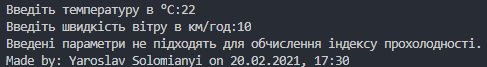 Введіть температуру в °C:22
Введіть швидкість вітру в км/год:10
Введені параметри не підходять для обчислення індексу прохолодності.
Made by: Yaroslav Solomianyi on 20.02.2021, 17:30